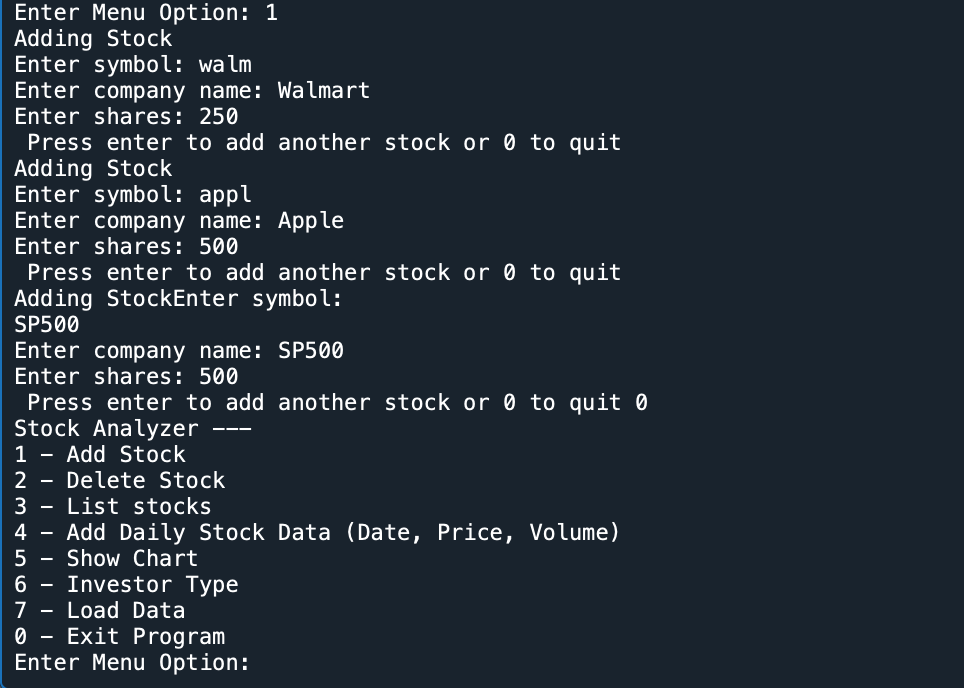 Enter Menu Option: 1
Adding Stock
Enter symbol: walm
Enter company name: Walmart
Enter shares: 250
 Press enter to add another stock or 0 to quit
Adding Stock
Enter symbol: appl
Enter company name: Apple
Enter shares: 500
 Press enter to add another stock or 0 to quit
Adding StockEnter symbol:
SP500
Enter company name: SP500
Enter shares: 500
 Press enter to add another stock or 0 to quit 0
Stock Analyzer ---
1 - Add Stock
2 - Delete Stock
3 - List stocks
4 - Add Daily Stock Data (Date, Price, Volume)
5 - Show Chart
6 - Investor Type
7 - Load Data
0 - Exit Program
Enter Menu Option: